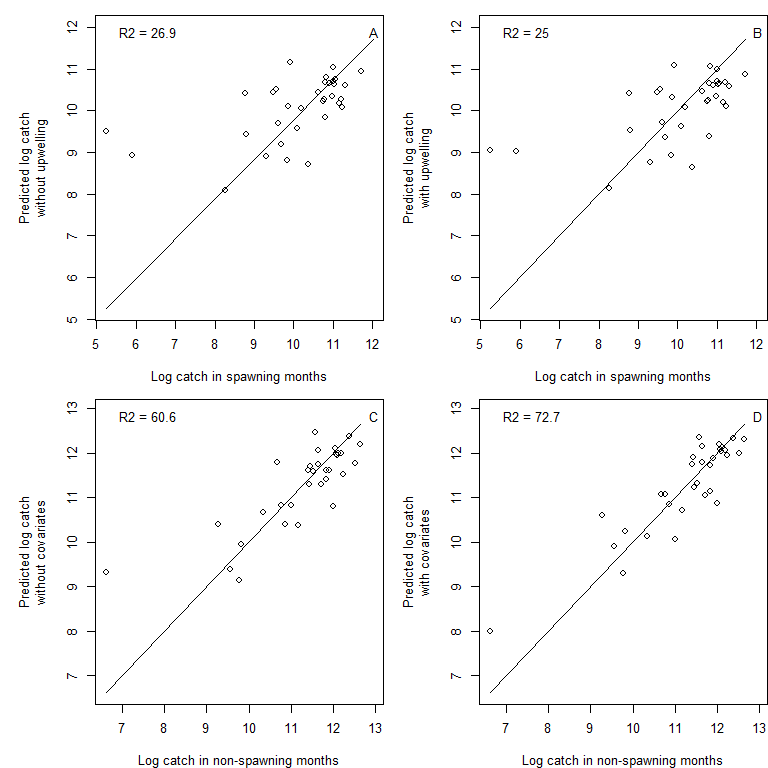 R2 = 26.9
A
12
11
10
9
8
7
6
5
Predicted log catch
without upwelling
5 6 7 8 9 10 11 12
Log catch in spawning months
R2 = 25
B
12
11
10
9
8
7
6
5
Predicted log catch
with upwelling
5 6 7 8 9 10 11 12
Log catch in spawning months
R2 = 60.6
C
13
12
11
10
9
8
7
Predicted log catch
without covariates
7 8 9 10 11 12 13
Log catch in non-spawning months
R2 = 72.7
D
13
12
11
10
9
8
7
Predicted log catch
with covariates
7 8 9 10 11 12 13
Log catch in non-spawning months